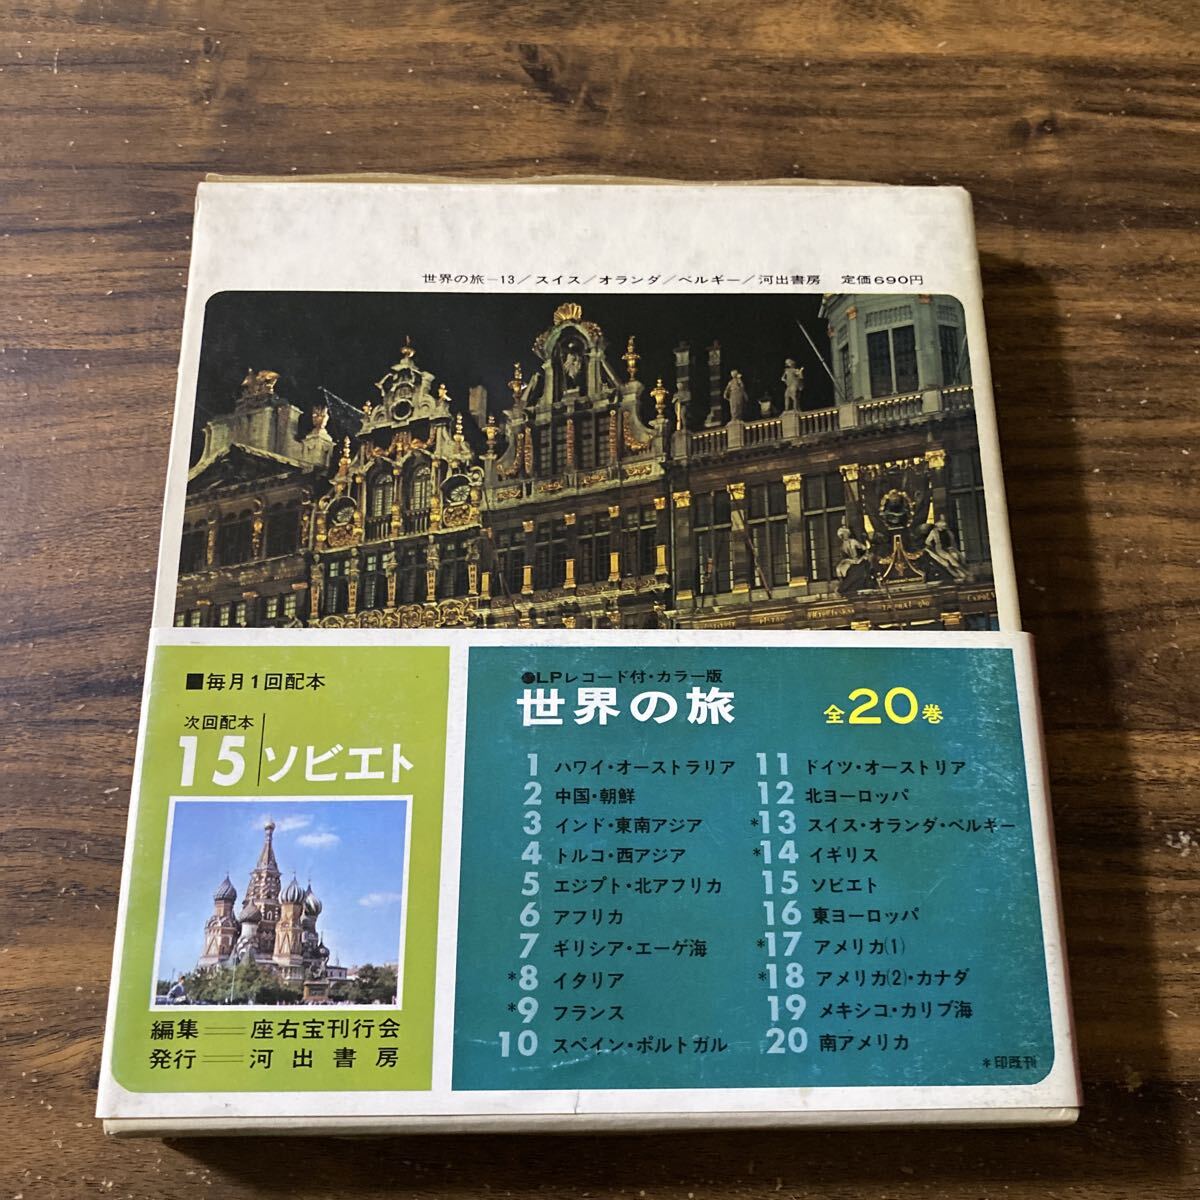 世界の旅―13/スイス/オランダ/ベルギー/河出書房 定価690円
■毎月1回配本
次回配本
15 ソビエト
編集══座右宝刊行会
発行══河出書房
●LPレコード付・カラー版
世界の旅 全20巻
1 ハワイ・オーストラリア
2 中国・朝鮮
3 インド・東南アジア
4 トルコ・西アジア
5 エジプト・北アフリカ
6 アフリカ
7 ギリシア・エーゲ海
*8 イタリア
*9 フランス
10 スペイン・ポルトガル
11 ドイツ・オーストリア
12 北ヨーロッパ
*13 スイス・オランダ・ベルギー
*14 イギリス
15 ソビエト
16 東ヨーロッパ
*17 アメリカ(1)
*18 アメリカ(2)・カナダ
19 メキシコ・カリブ海
20 南アメリカ
*印既刊